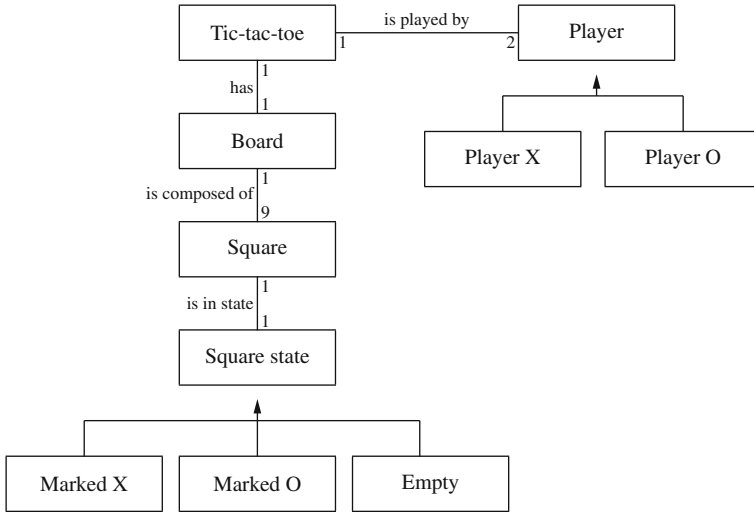 Tic-tac-toe
is played by
Player
1
2
1
has
1
Board
Player X
Player O
1
is composed of
9
Square
1
is in state
1
Square state
Marked X
Marked O
Empty